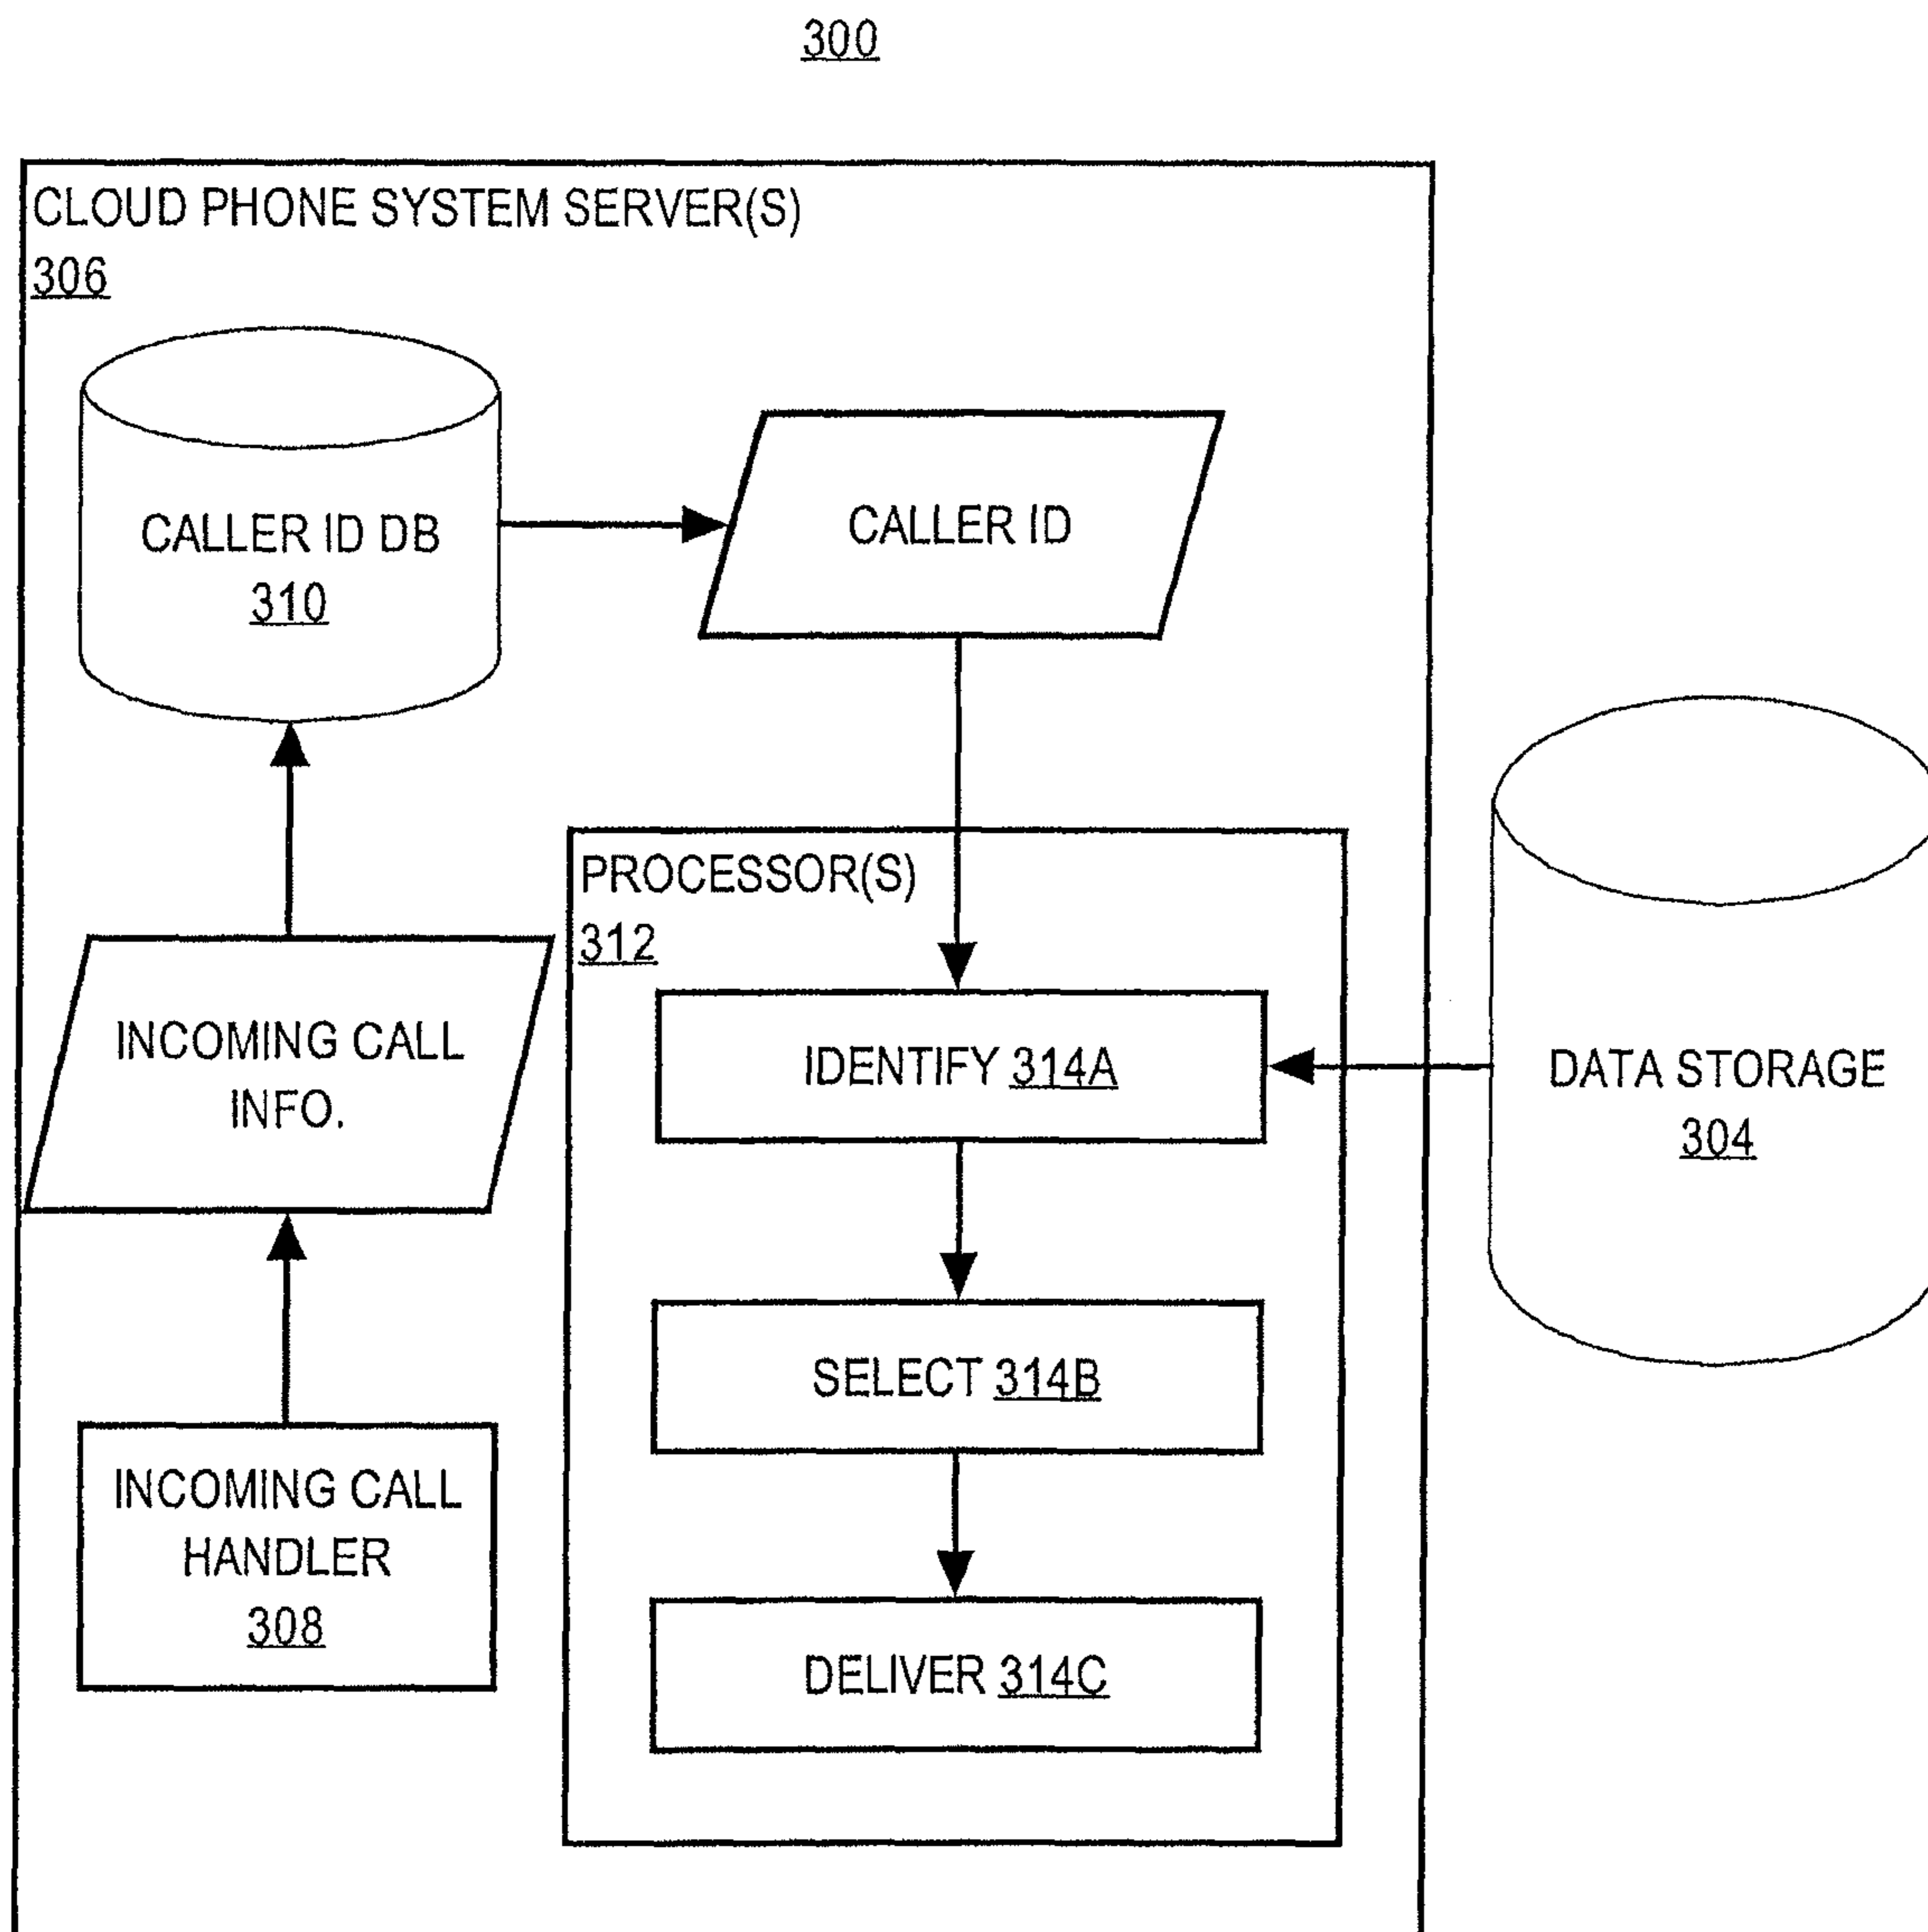 300
CLOUD PHONE SYSTEM SERVER(S)
306
CALLER ID DB
310
CALLER ID
PROCESSOR(S)
312
INCOMING CALL
INFO.
IDENTIFY 314A
DATA STORAGE
304
SELECT 314B
INCOMING CALL
HANDLER
308
DELIVER 314C